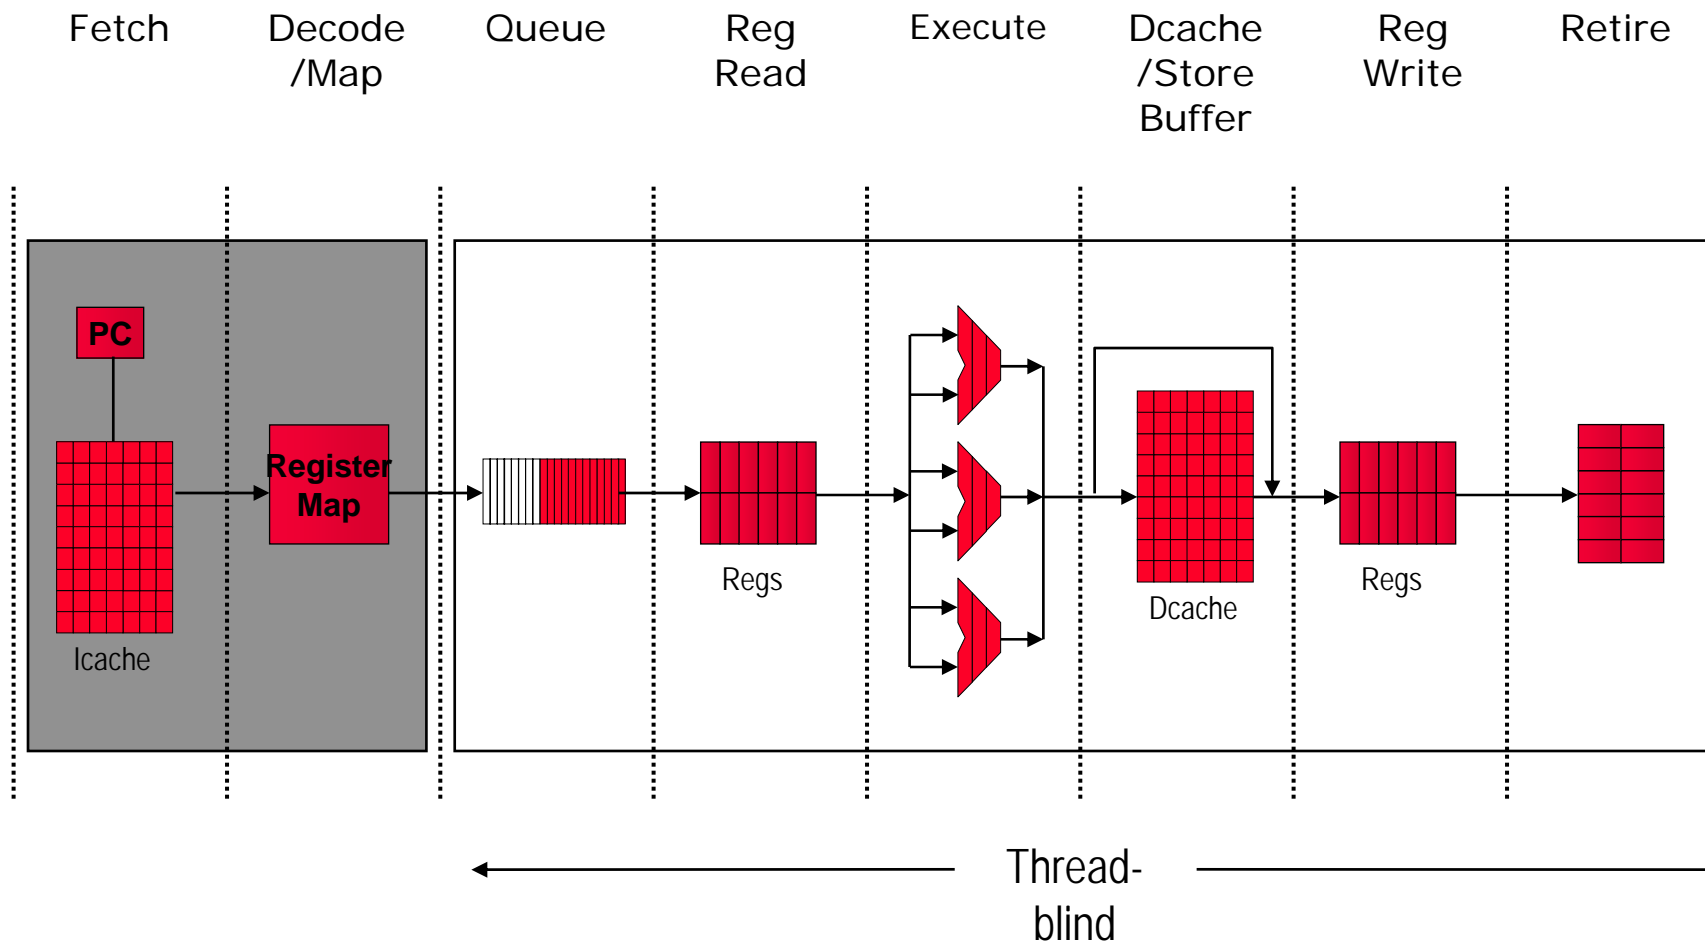 Fetch
Decode
/Map
Queue
Reg
Read
Execute
Dcache
/Store
Buffer
Reg
Write
Retire
PC
Register
Map
Icache
Regs
Dcache
Regs
Thread-
blind